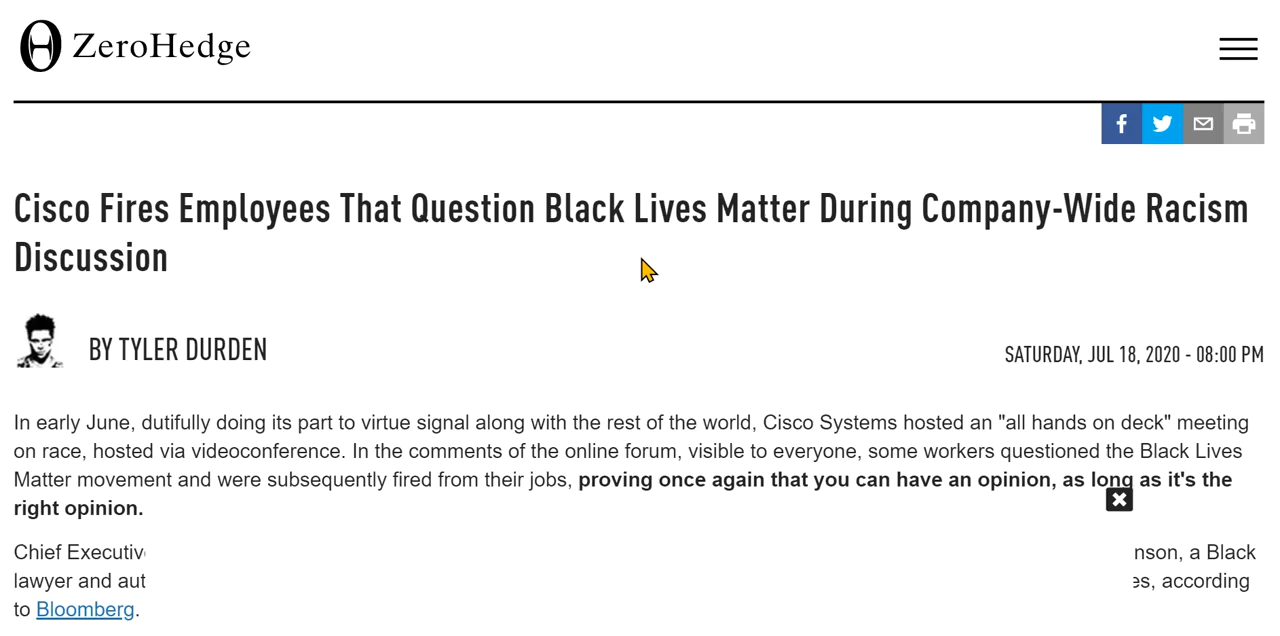 ZeroHedge
Cisco Fires Employees That Question Black Lives Matter During Company-Wide Racism
Discussion
BY TYLER DURDEN
SATURDAY, JUL 18, 2020 - 08:00 PM
In early June, dutifully doing its part to virtue signal along with the rest of the world, Cisco Systems hosted an "all hands on deck" meeting
on race, hosted via videoconference. In the comments of the online forum, visible to everyone, some workers questioned the Black Lives
Matter movement and were subsequently fired from their jobs, proving once again that you can have an opinion, as long as it's the
right opinion.
Chief Executiv nson, a Black
lawyer and aut es, according
to Bloomberg.